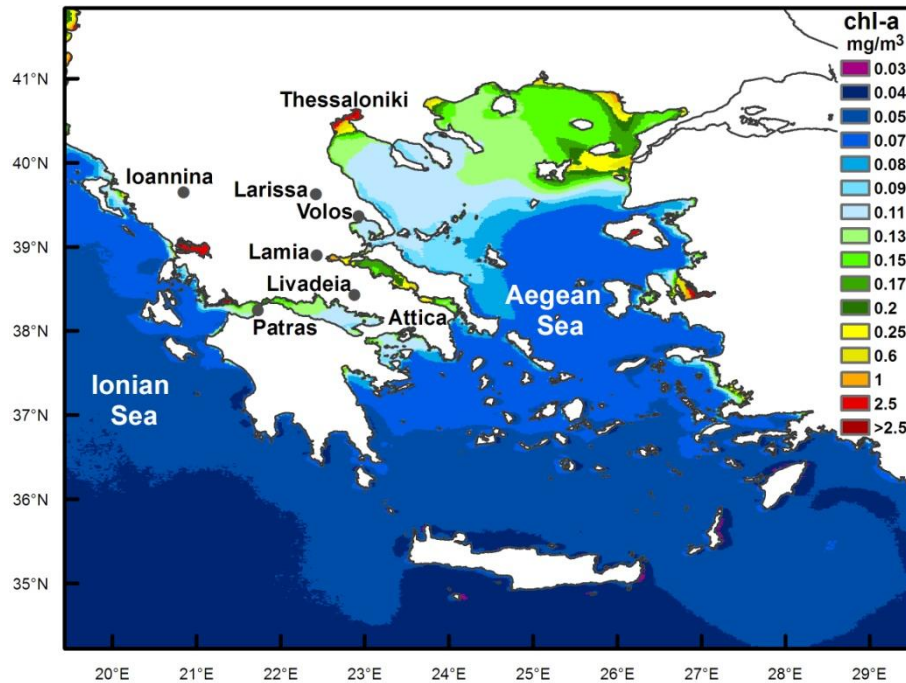 chl-a
mg/m³
0.03
0.04
0.05
0.07
0.08
0.09
0.11
0.13
0.15
0.17
0.2
0.25
0.6
1
2.5
>2.5
41°N
40°N
39°N
38°N
37°N
36°N
35°N
Thessaloniki
Ioannina
Larissa
Volos
Lamia
Livadeia
Patras
Attica
Aegean
Sea
Ionian
Sea
20°E 21°E 22°E 23°E 24°E 25°E 26°E 27°E 28°E 29°E